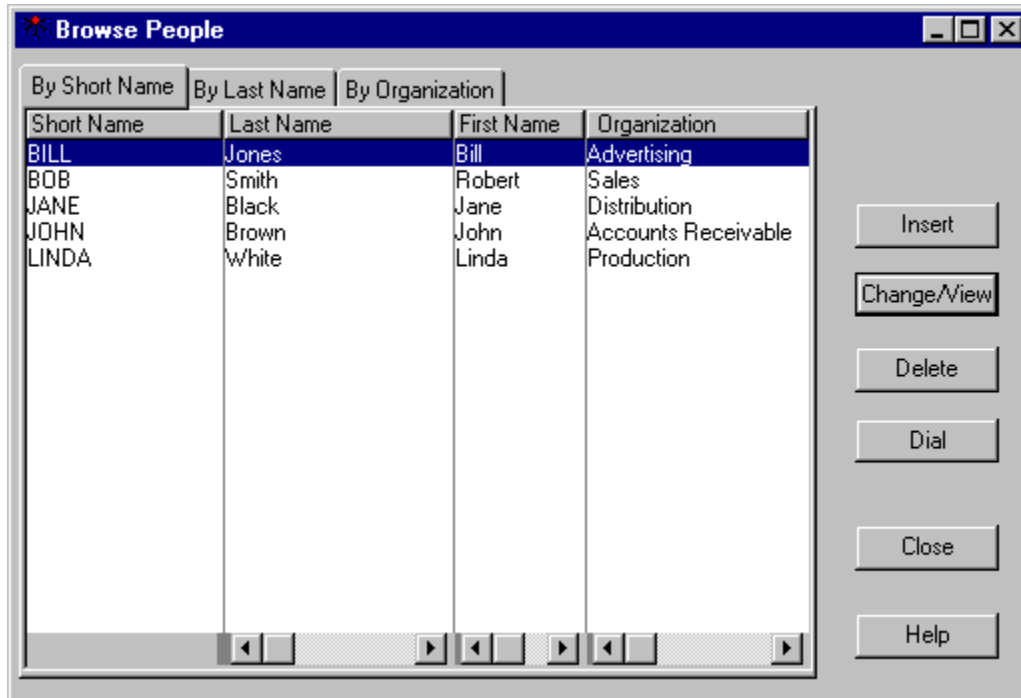 Browse People
By Short Name By Last Name By Organization
Short Name Last Name First Name Organization
BILL Jones Bill Advertising
BOB Smith Robert Sales
JANE Black Jane Distribution
JOHN Brown John Accounts Receivable
LINDA White Linda Production
Insert
Change/View
Delete
Dial
Close
Help